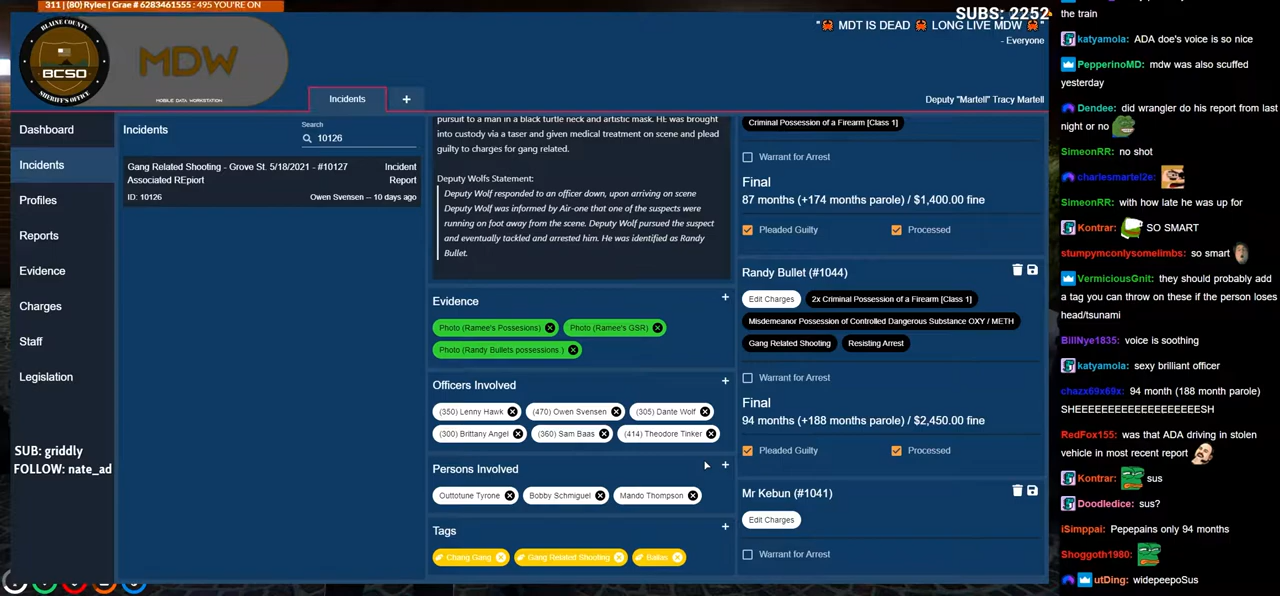 311 | (80) Rylee | Grae # 6283461555 : 495 YOU'RE ON
SUBS: 2252
" MDT IS DEAD LONG LIVE MDW "
- Everyone
BLAINE COUNTY
BCSO
SHERIFF'S OFFICE
MDW
MOBILE DATA WORKSTATION
Incidents
+
Deputy "Martell" Tracy Martell
Dashboard
Incidents
Profiles
Reports
Evidence
Charges
Staff
Legislation
SUB: griddly
FOLLOW: nate_ad
Incidents
Search
10126
Gang Related Shooting - Grove St. 5/18/2021 - #10127
Associated REpiort
Incident
Report
ID: 10126
Owen Svensen -- 10 days ago
pursuit to a man in a black turtle neck and artistic mask. HE was brought
into custody via a taser and given medical treatment on scene and plead
guilty to charges for gang related.
Deputy Wolfs Statement:
Deputy Wolf responded to an officer down, upon arriving on scene
Deputy Wolf was informed by Air-one that one of the suspects were
running on foot away from the scene. Deputy Wolf pursued the suspect
and eventually tackled and arrested him. He was identified as Randy
Bullet.
Evidence
+
Photo (Ramee's Possesions)
Photo (Ramee's GSR)
Photo (Randy Bullets possessions )
Officers Involved
+
(350) Lenny Hawk
(470) Owen Svensen
(305) Dante Wolf
(300) Brittany Angel
(360) Sam Baas
(414) Theodore Tinker
Persons Involved
+
Outtotune Tyrone
Bobby Schmiguel
Mando Thompson
Tags
+
Chang Gang
Gang Related Shooting
Ballas
Criminal Possession of a Firearm [Class 1]
Warrant for Arrest
Final
87 months (+174 months parole) / $1,400.00 fine
Pleaded Guilty
Processed
Randy Bullet (#1044)
Edit Charges
2x Criminal Possession of a Firearm [Class 1]
Misdemeanor Possession of Controlled Dangerous Substance OXY / METH
Gang Related Shooting
Resisting Arrest
Warrant for Arrest
Final
94 months (+188 months parole) / $2,450.00 fine
Pleaded Guilty
Processed
Mr Kebun (#1041)
Edit Charges
Warrant for Arrest
the train
katyamola: ADA doe's voice is so nice
PepperinoMD: mdw was also scuffed
yesterday
Dendee: did wrangler do his report from last
night or no
SimeonRR: no shot
charlesmartel2e:
SimeonRR: with how late he was up for
Kontrar: SO SMART
stumpymconlysomelimbs: so smart
VermiciousGnit: they should probably add
a tag you can throw on these if the person loses
head/tsunami
BillNye1835: voice is soothing
katyamola: sexy brilliant officer
chazx69x69x: 94 month (188 month parole)
SHEEEEEEEEEEEEEEEEEEESH
RedFox155: was that ADA driving in stolen
vehicle in most recent report
Kontrar: sus
Doodledice: sus?
iSimppai: Pepepains only 94 months
Shoggoth1980:
utDing: widepeepoSus